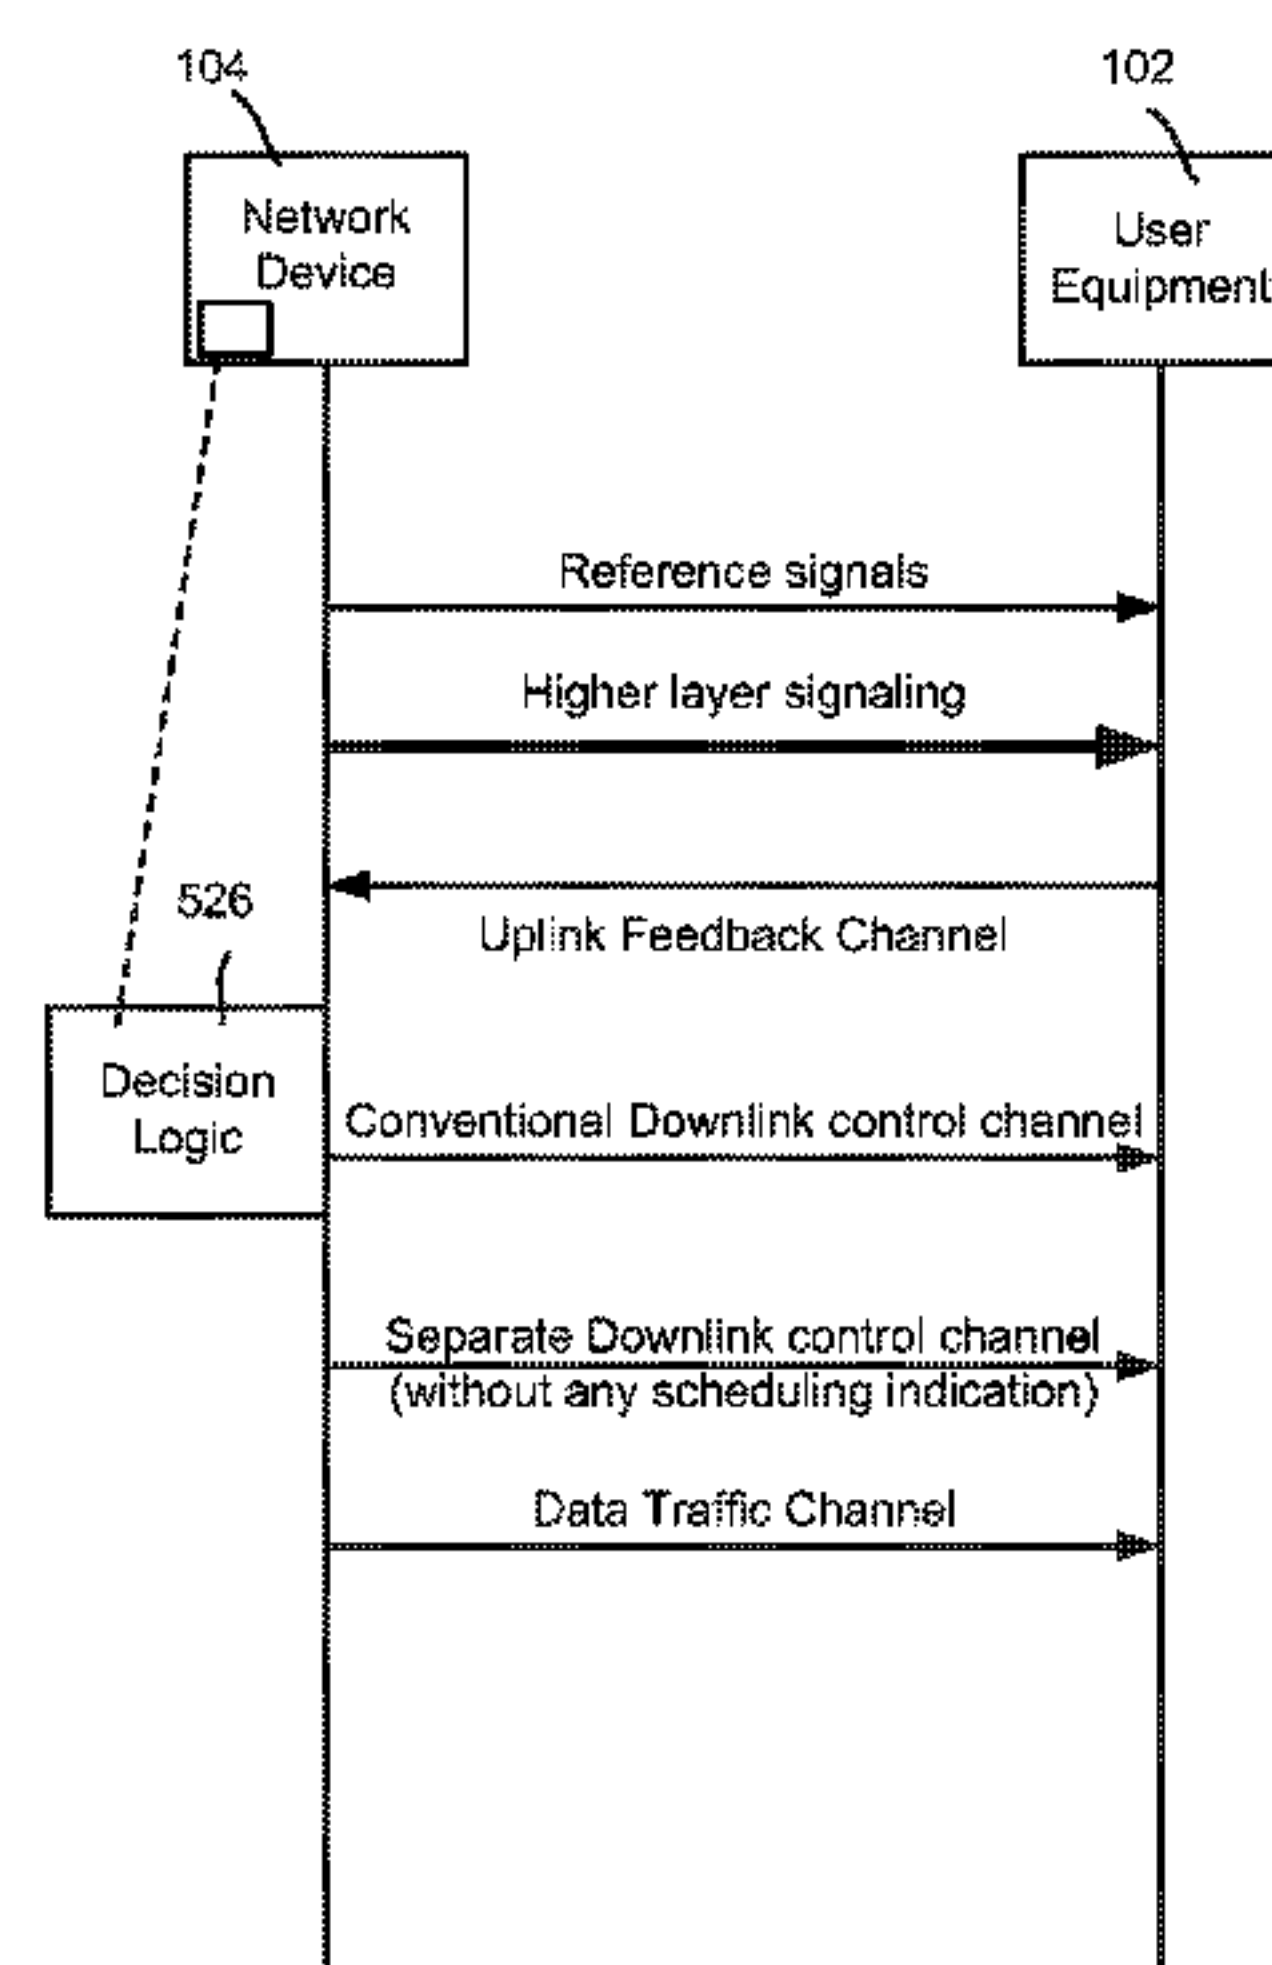 104
102
Network
Device
User
Equipment
Reference signals
Higher layer signaling
Uplink Feedback Channel
526
Decision
Logic
Conventional Downlink control channel
Separate Downlink control channel
(without any scheduling indication)
Data Traffic Channel